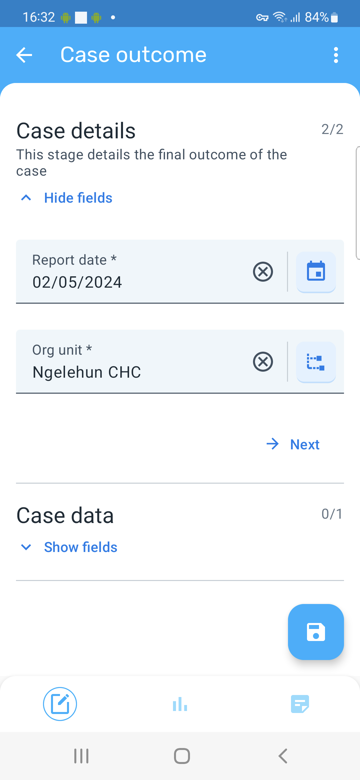 16:32
84%
Case outcome
Case details
2/2
This stage details the final outcome of the
case
Hide fields
Report date *
02/05/2024
Org unit *
Ngelehun CHC
Next
Case data
0/1
Show fields